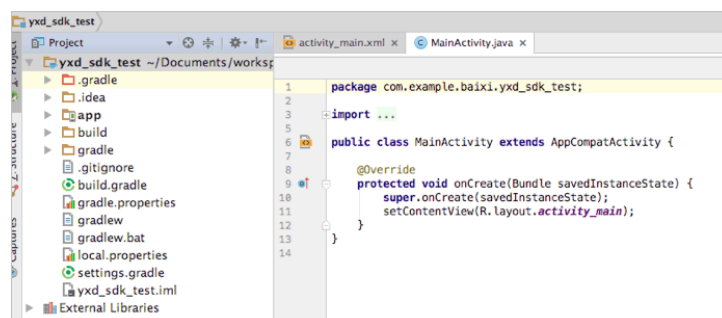 yxd_sdk_test
Project
activity_main.xml
MainActivity.java
yxd_sdk_test ~/Documents/worksp
.gradle
.idea
app
build
gradle
.gitignore
build.gradle
gradle.properties
gradlew
gradlew.bat
local.properties
settings.gradle
yxd_sdk_test.iml
External Libraries
Z: Structure
Captures
1 package com.example.baixi.yxd_sdk_test;
2
3 import ...
5
6 public class MainActivity extends AppCompatActivity {
7
8 @Override
9 protected void onCreate(Bundle savedInstanceState) {
10 super.onCreate(savedInstanceState);
11 setContentView(R.layout.activity_main);
12 }
13 }
14